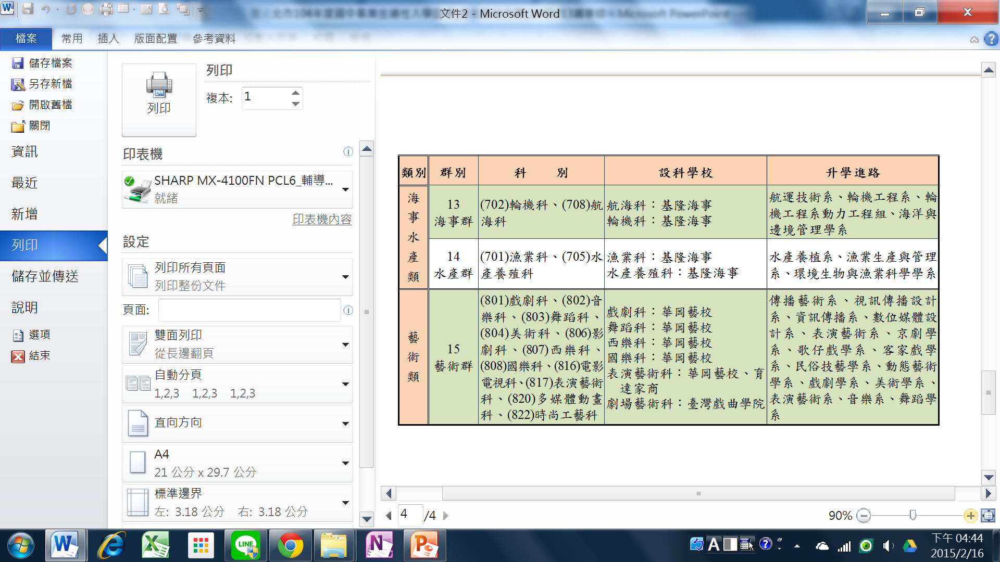 文件2 - Microsoft Word
檔案
常用
插入
版面配置
參考資料
儲存檔案
另存新檔
開啟舊檔
關閉
資訊
最近
新增
列印
儲存並傳送
說明
選項
結束
列印
列印
複本: 1
印表機
SHARP MX-4100FN PCL6_輔導...
就緒
印表機內容
設定
列印所有頁面
列印整份文件
頁面:
雙面列印
從長邊翻頁
自動分頁
1,2,3 1,2,3 1,2,3
直向方向
A4
21 公分 x 29.7 公分
標準邊界
左: 3.18 公分 右: 3.18 公分
類別 群別 科 別 設科學校 升學進路
海事水產類
13
海事群
(702)輪機科、(708)航
海科
航海科：基隆海事
輪機科：基隆海事
航運技術系、輪機工程系、輪
機工程系動力工程組、海洋與
邊境管理學系
14
水產群
(701)漁業科、(705)水
產養殖科
漁業科：基隆海事
水產養殖科：基隆海事
水產養植系、漁業生產與管理
系、環境生物與漁業科學學系
藝術類
15
藝術群
(801)戲劇科、(802)音
樂科、(803)舞蹈科、
(804)美術科、(806)影
劇科、(807)西樂科、
(808)國樂科、(816)電影
電視科、(817)表演藝術
科、(820)多媒體動畫
科、(822)時尚工藝科
戲劇科：華岡藝校
舞蹈科：華岡藝校
西樂科：華岡藝校
國樂科：華岡藝校
表演藝術科：華岡藝校、育
達家商
劇場藝術科：臺灣戲曲學院
傳播藝術系、視訊傳播設計
系、資訊傳播系、數位媒體設
計系、表演藝術系、京劇學
系、歌仔戲學系、客家戲學
系、民俗技藝學系、動態藝術
學系、戲劇學系、美術學系、
表演藝術系、音樂系、舞蹈學
系
4 /4
90%
LINE
下午 04:44
2015/2/16